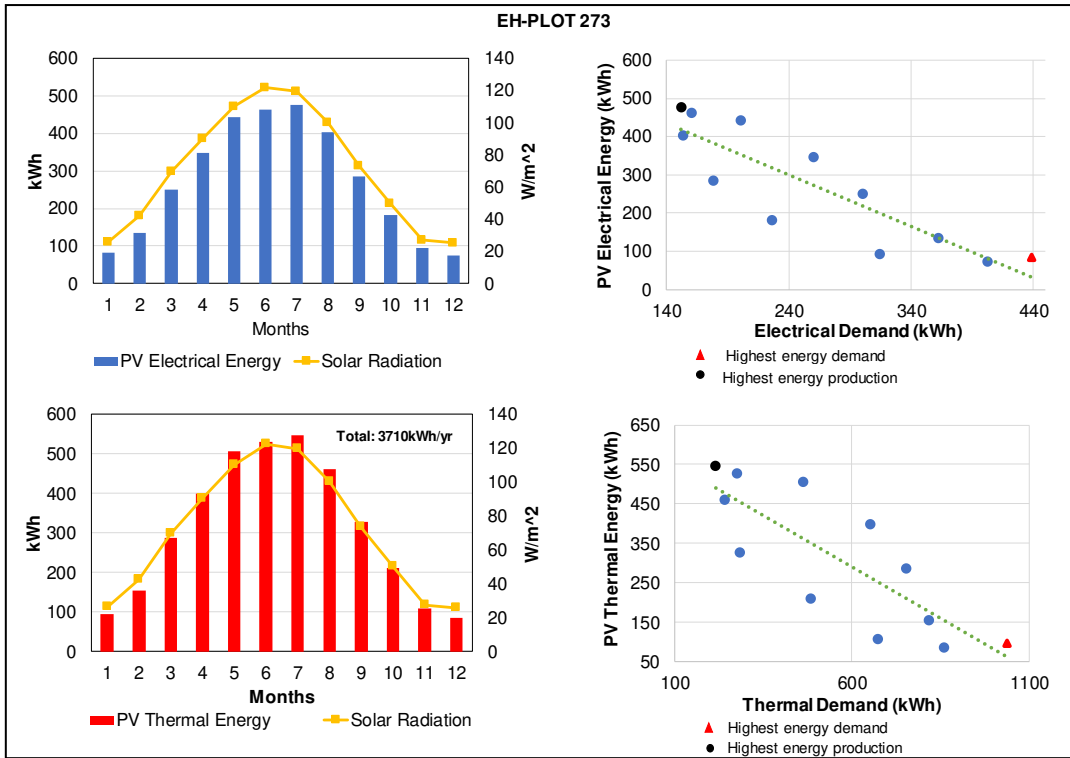 EH-PLOT 273
600
500
400
300
200
100
0
kWh
140
120
100
80
60
40
20
0
W/m^2
1 2 3 4 5 6 7 8 9 10 11 12
Months
PV Electrical Energy Solar Radiation
600
500
400
300
200
100
0
PV Electrical Energy (kWh)
140 240 340 440
Electrical Demand (kWh)
Highest energy demand
Highest energy production
600
500
400
300
200
100
0
kWh
Total: 3710kWh/yr
140
120
100
80
60
40
20
0
W/m^2
1 2 3 4 5 6 7 8 9 10 11 12
Months
PV Thermal Energy Solar Radiation
650
550
450
350
250
150
50
PV Thermal Energy (kWh)
100 600 1100
Thermal Demand (kWh)
Highest energy demand
Highest energy production